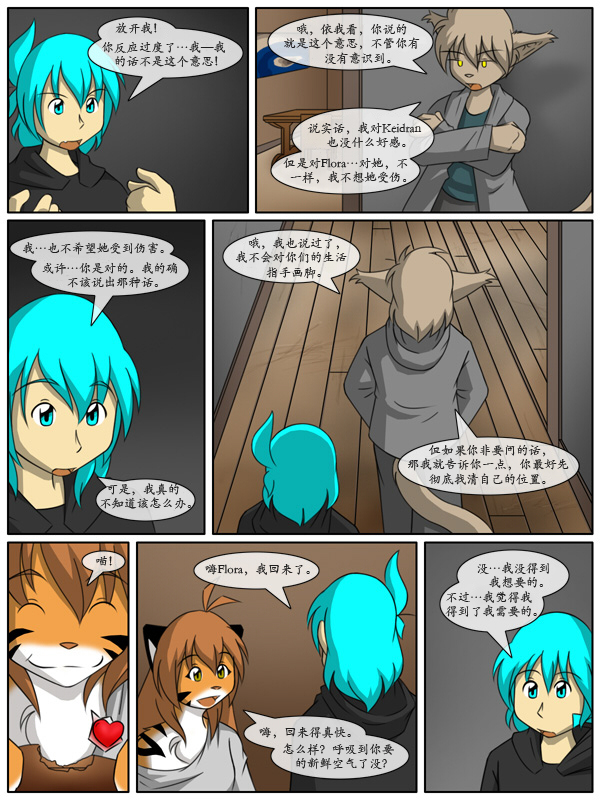 放开我！
你反应过度了…我—我
的话不是这个意思！
哦，依我看，你说的
就是这个意思，不管你有
没有意识到。
说实话，我对Keidran
也没什么好感。
但是对Flora…对她，不
一样，我不想她受伤。
我…也不希望她受到伤害。
或许…你是对的。我的确
不该说出那种话。
可是，我真的
不知道该怎么办。
哦，我也说过了，
我不会对你们的生活
指手画脚。
但如果你非要问的话，
那我就告诉你一点，你最好先
彻底找清自己的位置。
喵！
嗨Flora，我回来了。
嗨，回来得真快。
怎么样？呼吸到你要
的新鲜空气了没？
没…我没得到
我想要的。
不过…我觉得我
得到了我需要的。